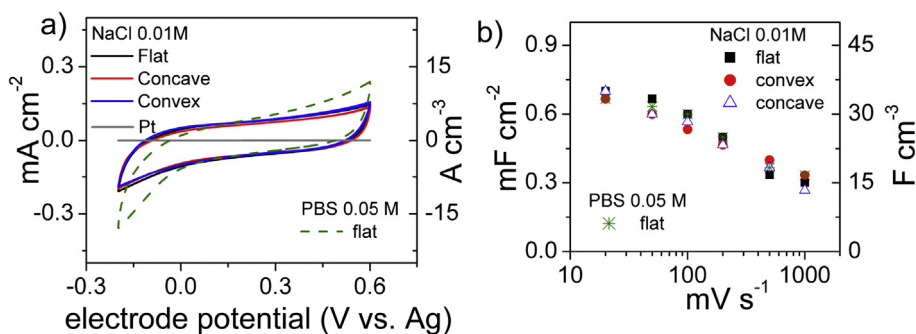 a)
NaCl 0.01M
Flat
Concave
Convex
Pt
PBS 0.05 M
flat
0.3
0.0
-0.3
mA cm-2
15
0
-15
A cm-3
-0.3 0.0 0.3 0.6
electrode potential (V vs. Ag)
b)
NaCl 0.01M
flat
convex
concave
PBS 0.05 M
flat
0.9
0.6
0.3
0.0
mF cm-2
45
30
15
0
F cm-3
10 100 1000
mV s-1